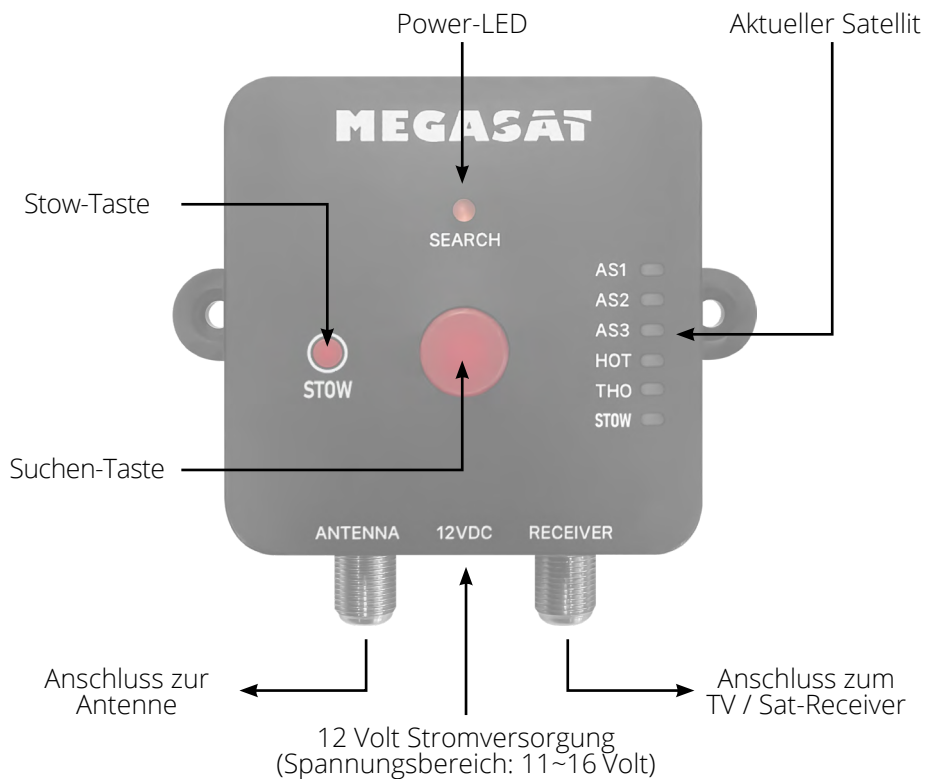 Power-LED
Aktueller Satellit
MEGASAT
Stow-Taste
SEARCH
AS1
AS2
AS3
HOT
THO
STOW
STOW
Suchen-Taste
ANTENNA 12VDC RECEIVER
Anschluss zur
Antenne
Anschluss zum
TV / Sat-Receiver
12 Volt Stromversorgung
(Spannungsbereich: 11~16 Volt)